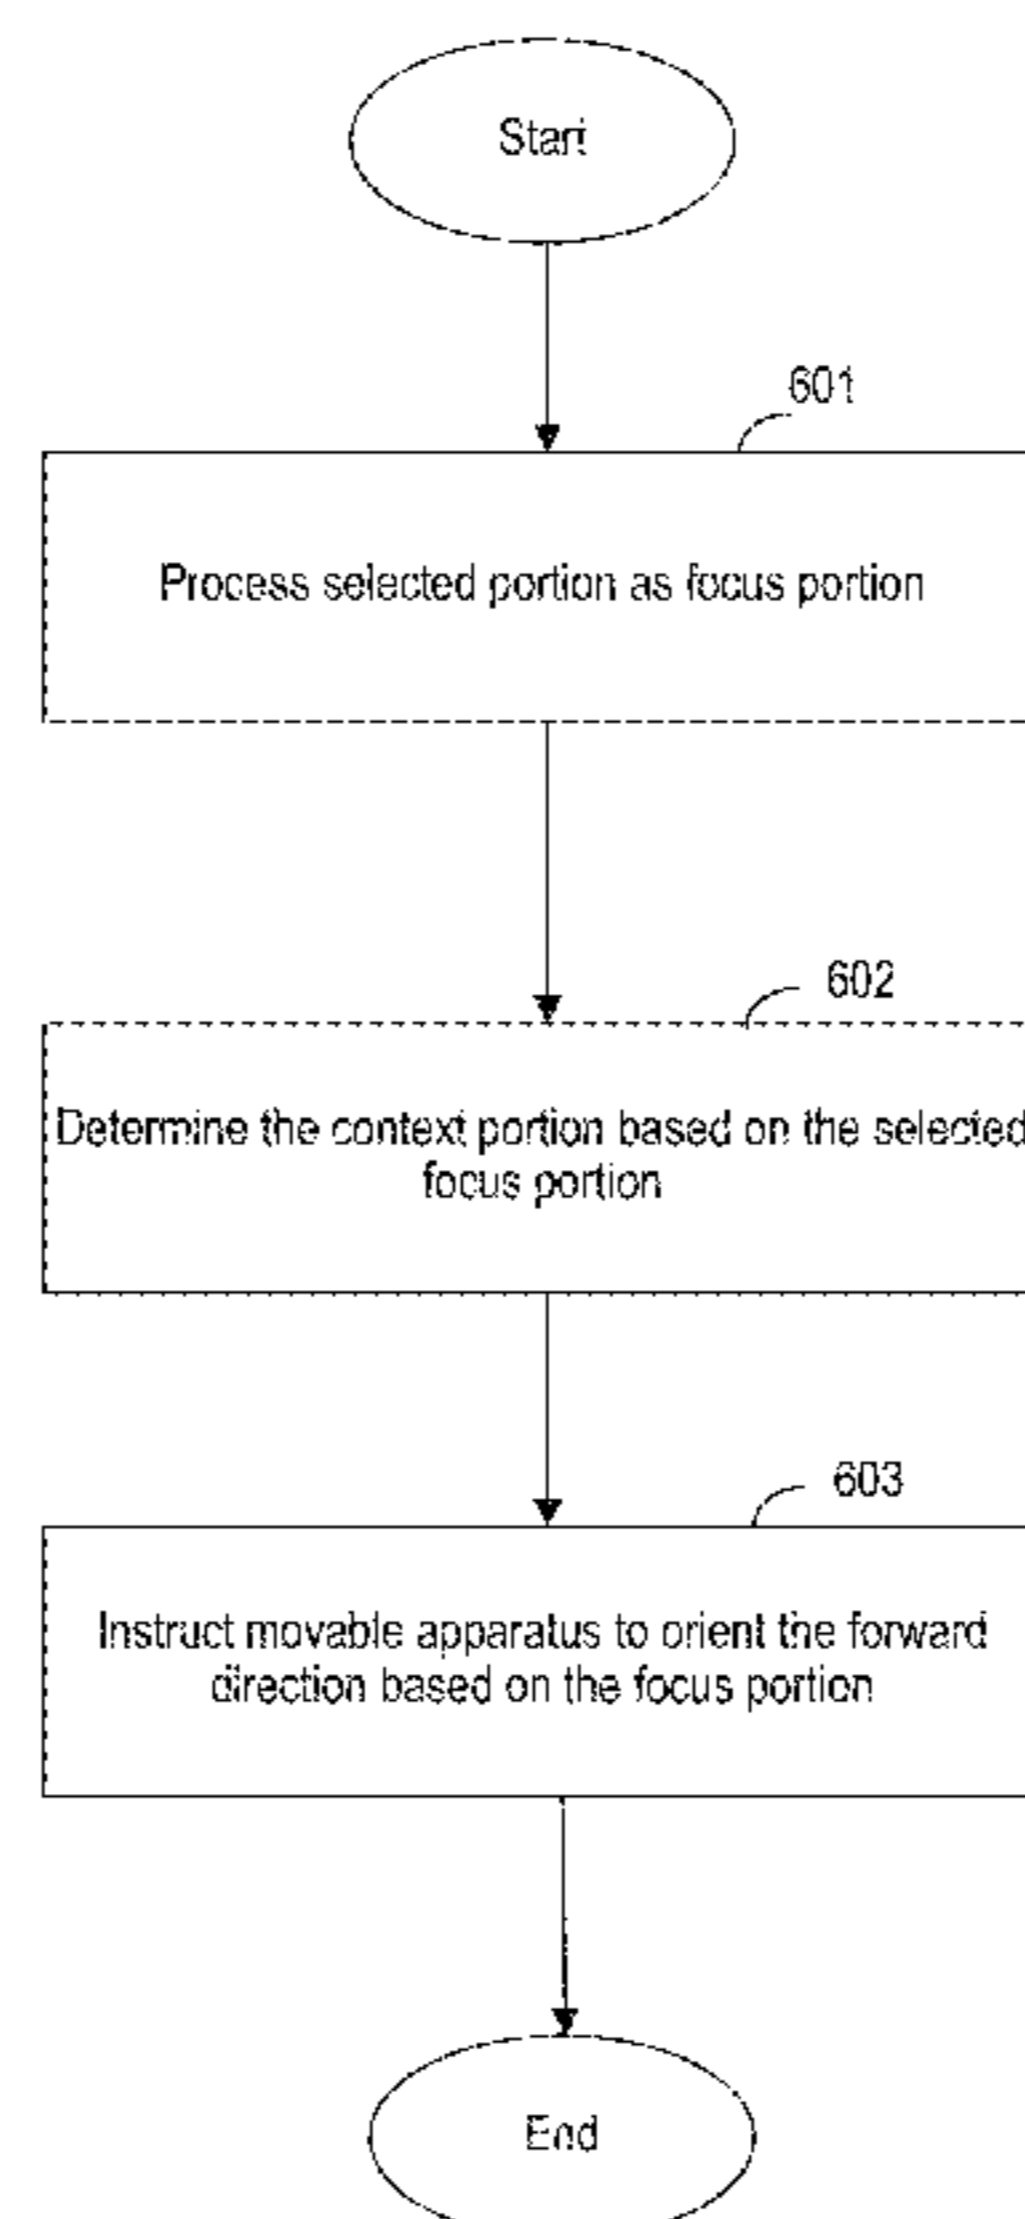 Start
601
Process selected portion as focus portion
602
Determine the context portion based on the selected
focus portion
603
Instruct movable apparatus to orient the forward
direction based on the focus portion
End